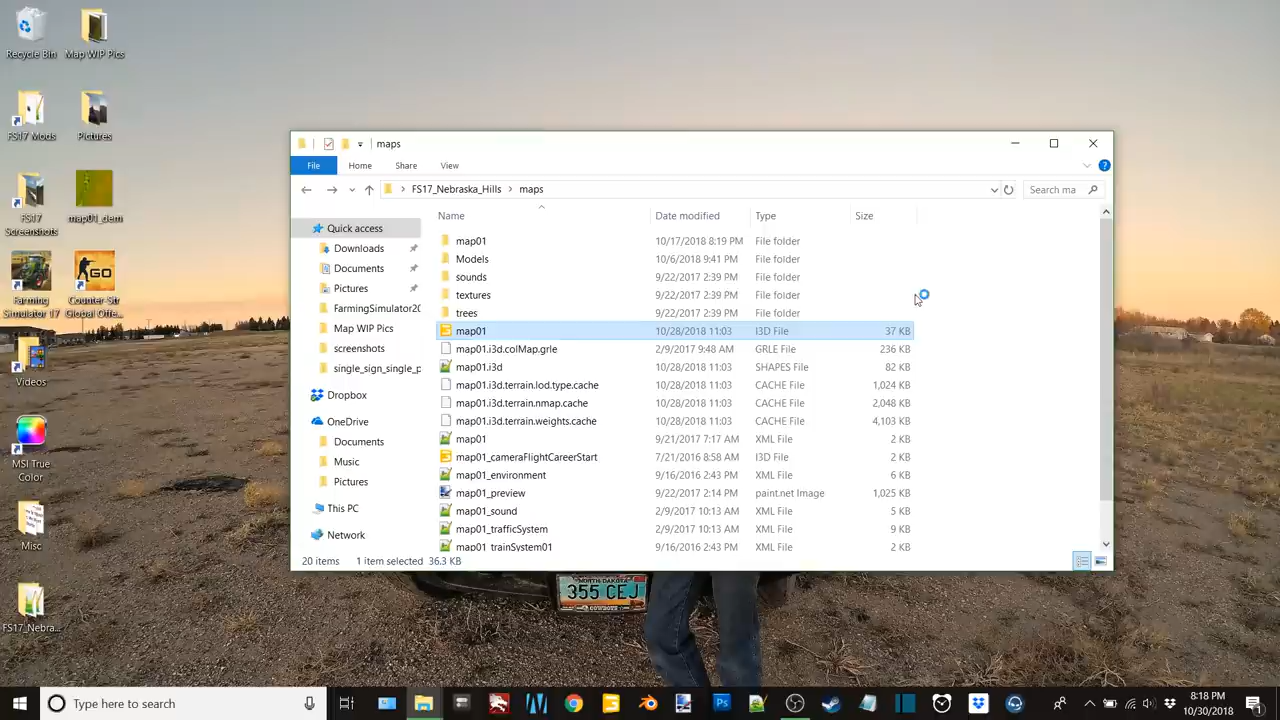 Recycle Bin
Map WIP Pics
FS17 Mods
Pictures
FS17
Screenshots
map01_dem
Farming
Simulator 17
Counter-Str
Global Offe...
Videos
MSI True
Color
Misc
FS17_Nebra...
maps
File
Home
Share
View
FS17_Nebraska_Hills > maps
Search ma
Name
Date modified
Type
Size
Quick access
Downloads
Documents
Pictures
FarmingSimulator20
Map WIP Pics
screenshots
single_sign_single_p
Dropbox
OneDrive
Documents
Music
Pictures
This PC
Network
map01 10/17/2018 8:19 PM File folder
Models 10/6/2018 9:41 PM File folder
sounds 9/22/2017 2:39 PM File folder
textures 9/22/2017 2:39 PM File folder
trees 9/22/2017 2:39 PM File folder
map01 10/28/2018 11:03 I3D File 37 KB
map01.i3d.colMap.grle 2/9/2017 9:48 AM GRLE File 236 KB
map01.i3d 10/28/2018 11:03 SHAPES File 82 KB
map01.i3d.terrain.lod.type.cache 10/28/2018 11:03 CACHE File 1,024 KB
map01.i3d.terrain.nmap.cache 10/28/2018 11:03 CACHE File 2,048 KB
map01.i3d.terrain.weights.cache 10/28/2018 11:03 CACHE File 4,103 KB
map01 9/21/2017 7:17 AM XML File 2 KB
map01_cameraFlightCareerStart 7/21/2016 8:58 AM I3D File 2 KB
map01_environment 9/16/2016 2:43 PM XML File 6 KB
map01_preview 9/22/2017 2:14 PM paint.net Image 1,025 KB
map01_sound 2/9/2017 10:13 AM XML File 5 KB
map01_trafficSystem 2/9/2017 10:13 AM XML File 9 KB
map01_trainSystem01 9/16/2016 2:43 PM XML File 2 KB
20 items 1 item selected 36.3 KB
NORTH DAKOTA
355 CEJ
Type here to search
8:18 PM
10/30/2018